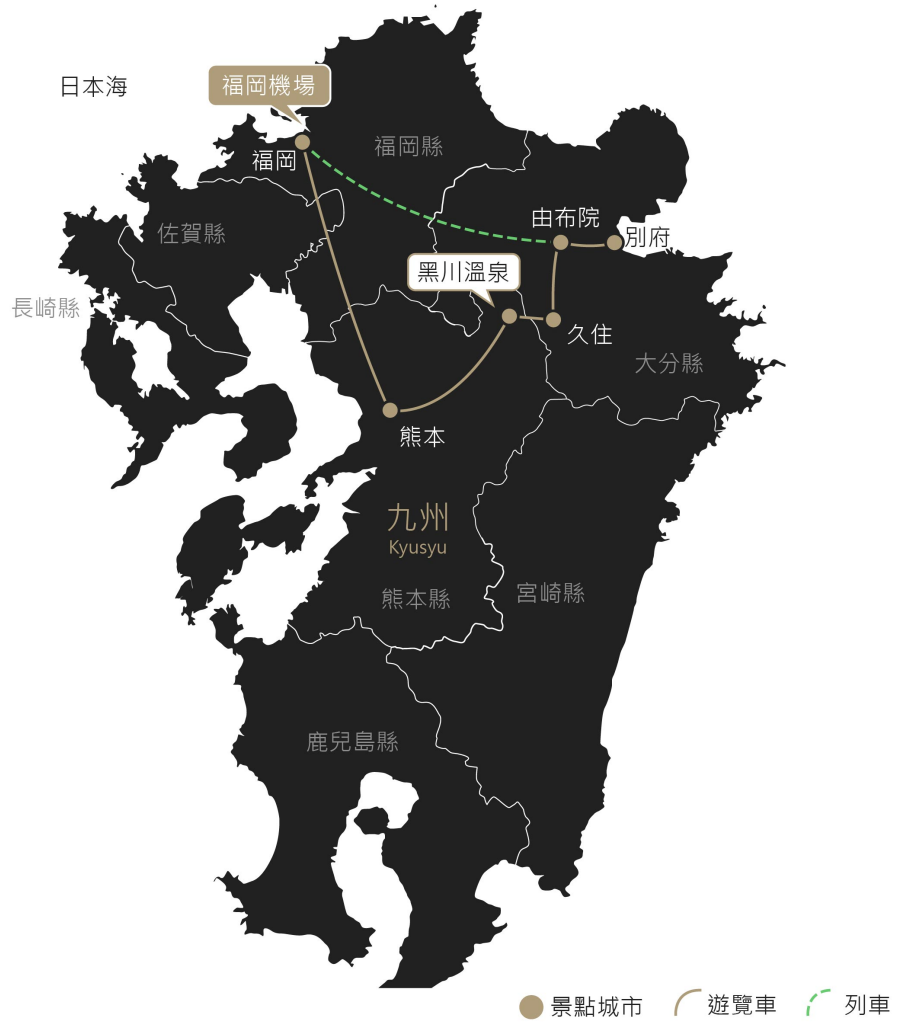 日本海
福岡機場
福岡
福岡縣
佐賀縣
由布院
別府
黑川溫泉
長崎縣
久住
大分縣
熊本
九州
Kyusyu
熊本縣
宮崎縣
鹿兒島縣
景點城市
遊覽車
列車